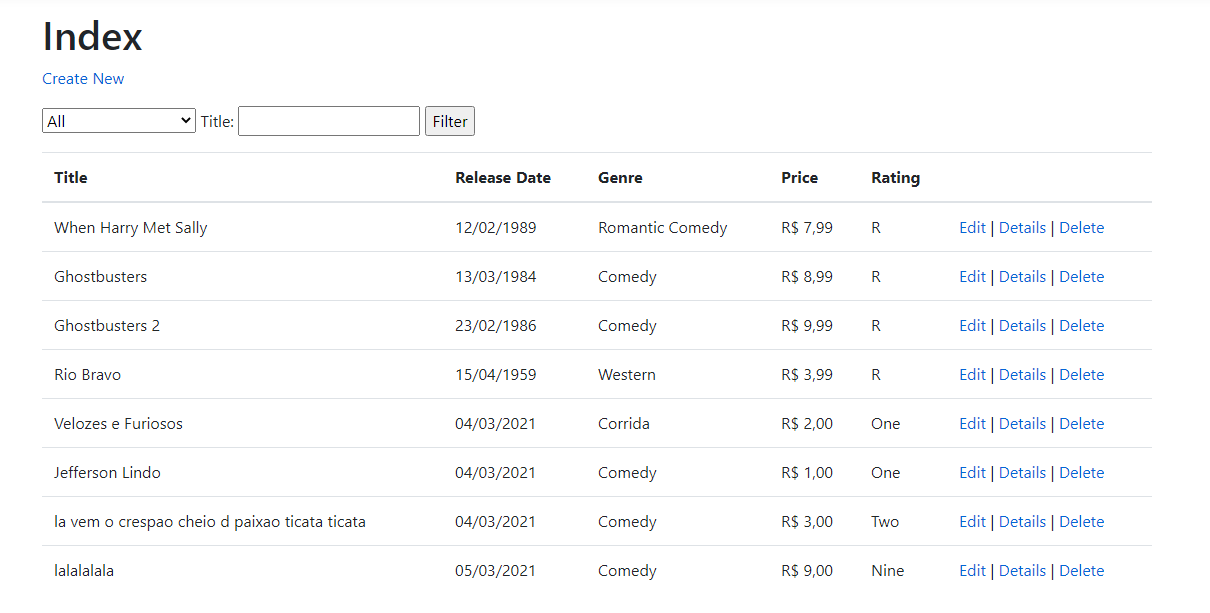 Index
Create New
All Title: Filter
Title Release Date Genre Price Rating
When Harry Met Sally 12/02/1989 Romantic Comedy R$ 7,99 R Edit | Details | Delete
Ghostbusters 13/03/1984 Comedy R$ 8,99 R Edit | Details | Delete
Ghostbusters 2 23/02/1986 Comedy R$ 9,99 R Edit | Details | Delete
Rio Bravo 15/04/1959 Western R$ 3,99 R Edit | Details | Delete
Velozes e Furiosos 04/03/2021 Corrida R$ 2,00 One Edit | Details | Delete
Jefferson Lindo 04/03/2021 Comedy R$ 1,00 One Edit | Details | Delete
la vem o crespao cheio d paixao ticata ticata 04/03/2021 Comedy R$ 3,00 Two Edit | Details | Delete
lalalalala 05/03/2021 Comedy R$ 9,00 Nine Edit | Details | Delete